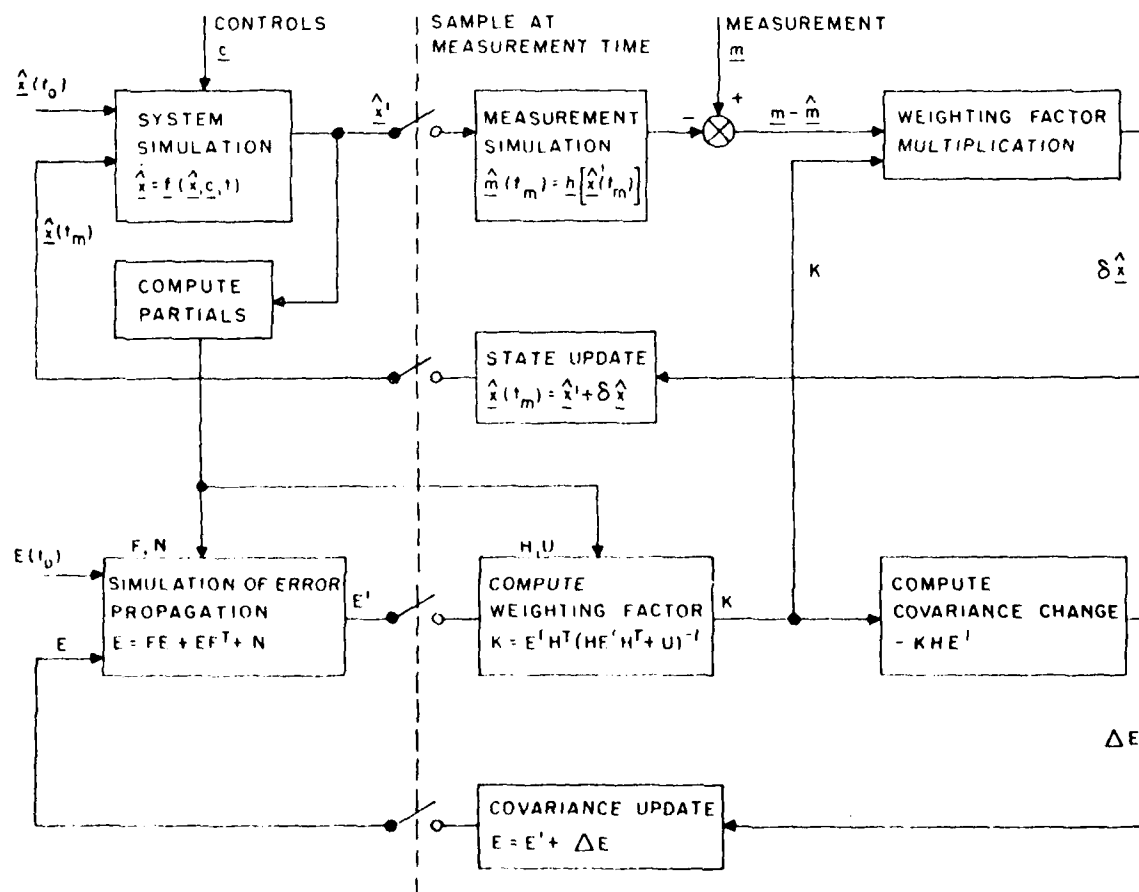 CONTROLS
c
SAMPLE AT
MEASUREMENT TIME
MEASUREMENT
m
x̂(t₀)
SYSTEM
SIMULATION
x̂̇ = f(x̂,c,t)
x̂'
MEASUREMENT
SIMULATION
m̂(tₘ) = h[x̂'(tₘ)]
+
-
m - m̂
WEIGHTING FACTOR
MULTIPLICATION
x̂(tₘ)
COMPUTE
PARTIALS
K
δx̂
STATE UPDATE
x̂(tₘ) = x̂' + δx̂
E(t₀)
F, N
SIMULATION OF ERROR
PROPAGATION
E = FE + EFᵀ + N
E
E'
H,U
COMPUTE
WEIGHTING FACTOR
K = E'Hᵀ(HE'Hᵀ + U)⁻¹
K
COMPUTE
COVARIANCE CHANGE
- KHE'
ΔE
COVARIANCE UPDATE
E = E' + ΔE